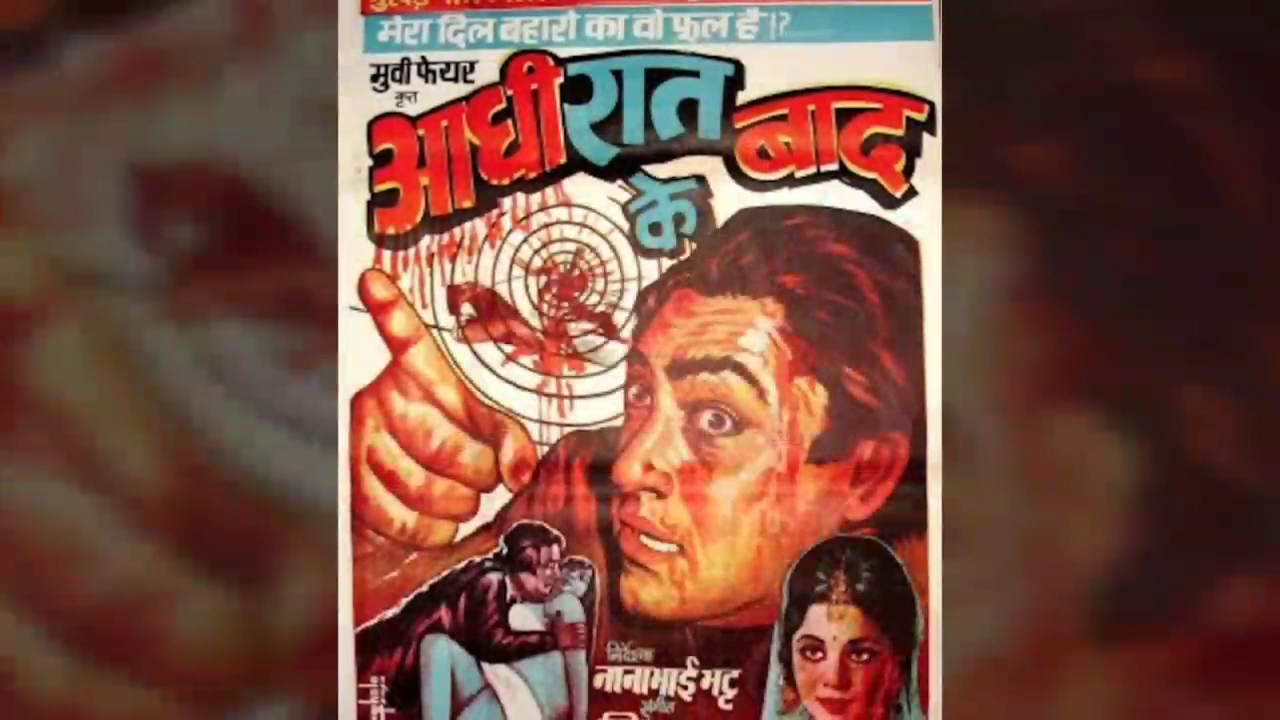 मेरा दिल बहारो का वो फूल है!?
मुवी फेयर
कृत
आधी रात
के
बाद
निर्देशक
नानाभाई भट्ट
संगीत